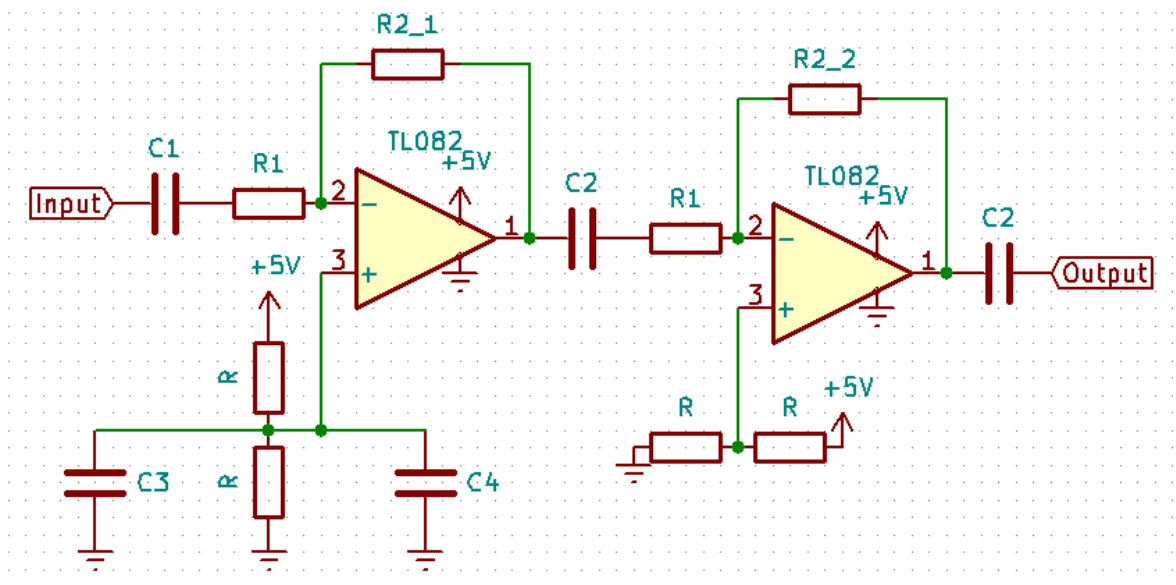 R2_1
R2_2
C1
R1
TL082
+5V
TL082
+5V
Input
2
-
1
C2
R1
2
-
1
C2
Output
+5V
3
+
3
+
R
R
R
+5V
C3
R
C4